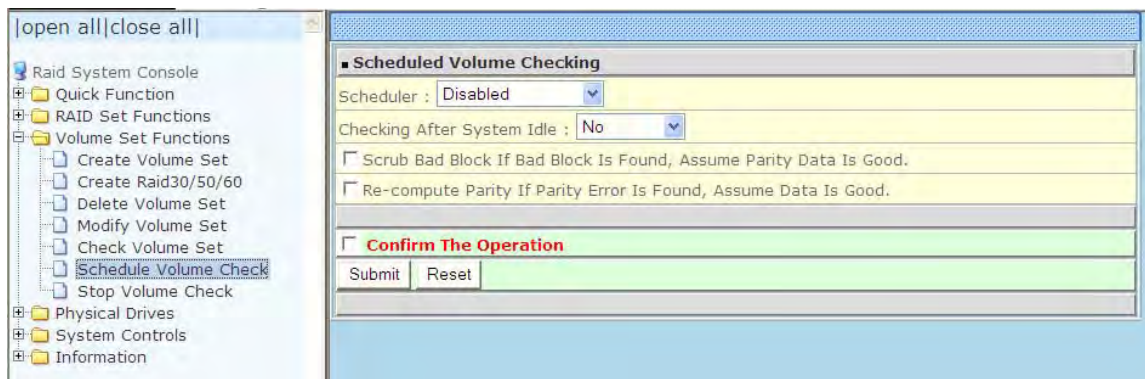 |open all|close all|
Raid System Console
Quick Function
RAID Set Functions
Volume Set Functions
Create Volume Set
Create Raid30/50/60
Delete Volume Set
Modify Volume Set
Check Volume Set
Schedule Volume Check
Stop Volume Check
Physical Drives
System Controls
Information
Scheduled Volume Checking
Scheduler : Disabled
Checking After System Idle : No
Scrub Bad Block If Bad Block Is Found, Assume Parity Data Is Good.
Re-compute Parity If Parity Error Is Found, Assume Data Is Good.
Confirm The Operation
Submit Reset